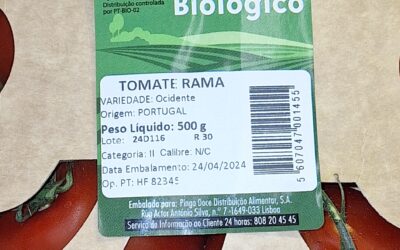 Distribuição controlada
por PT-BIO-02
Biológico
TOMATE RAMA
VARIEDADE: Ocidente
Origem: PORTUGAL
Peso Líquido: 500 g
Lote: 24D116 R 30
Categoria: II Calibre: N/C
Data Embalamento: 24/04/2024
Op. PT: HF 82345
5 607047 001455
Embalado para: Pingo Doce Distribuição Alimentar, S.A.
Rua Actor António Silva, n.º 7-1649-033 Lisboa
Serviço de Informação ao Cliente 24 horas: 808 20 45 45